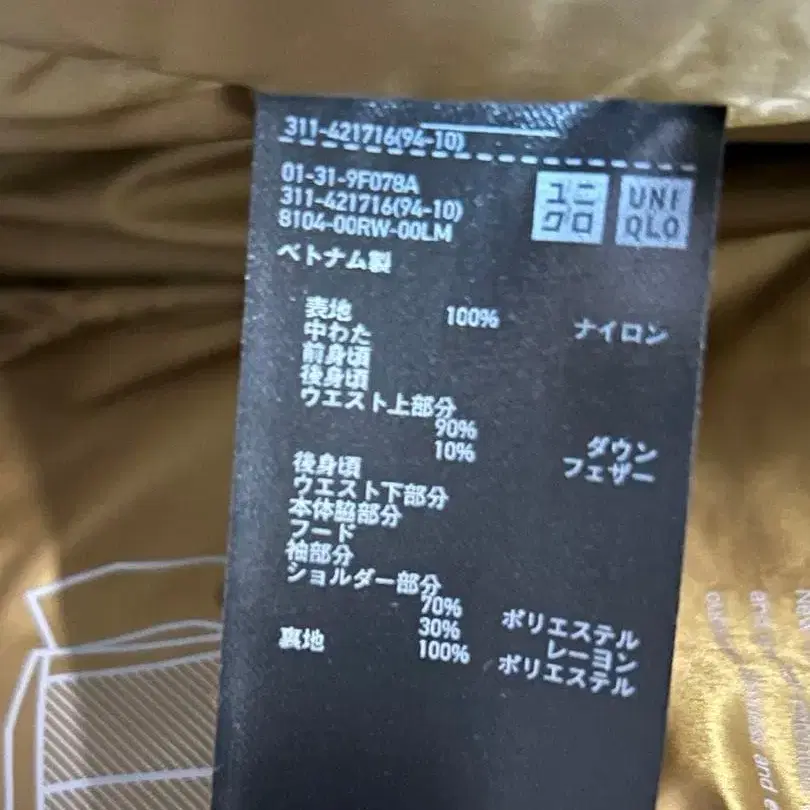 311-421716(94-10)
01-31-9F078A
311-421716(94-10)
8104-00RW-00LM
ユニ
クロ
UNI
QLO
ベトナム製
表地 100% ナイロン
中わた
前身頃
後身頃
ウエスト上部分
90% ダウン
10% フェザー
後身頃
ウエスト下部分
本体脇部分
フード
袖部分
ショルダー部分
70% ポリエステル
30% レーヨン
裏地 100% ポリエステル
and